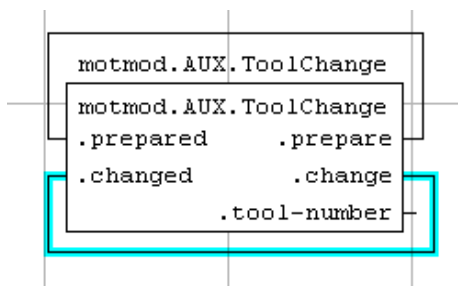 motmod.AUX.ToolChange
motmod.AUX.ToolChange
.prepared .prepare
.changed .change
.tool-number